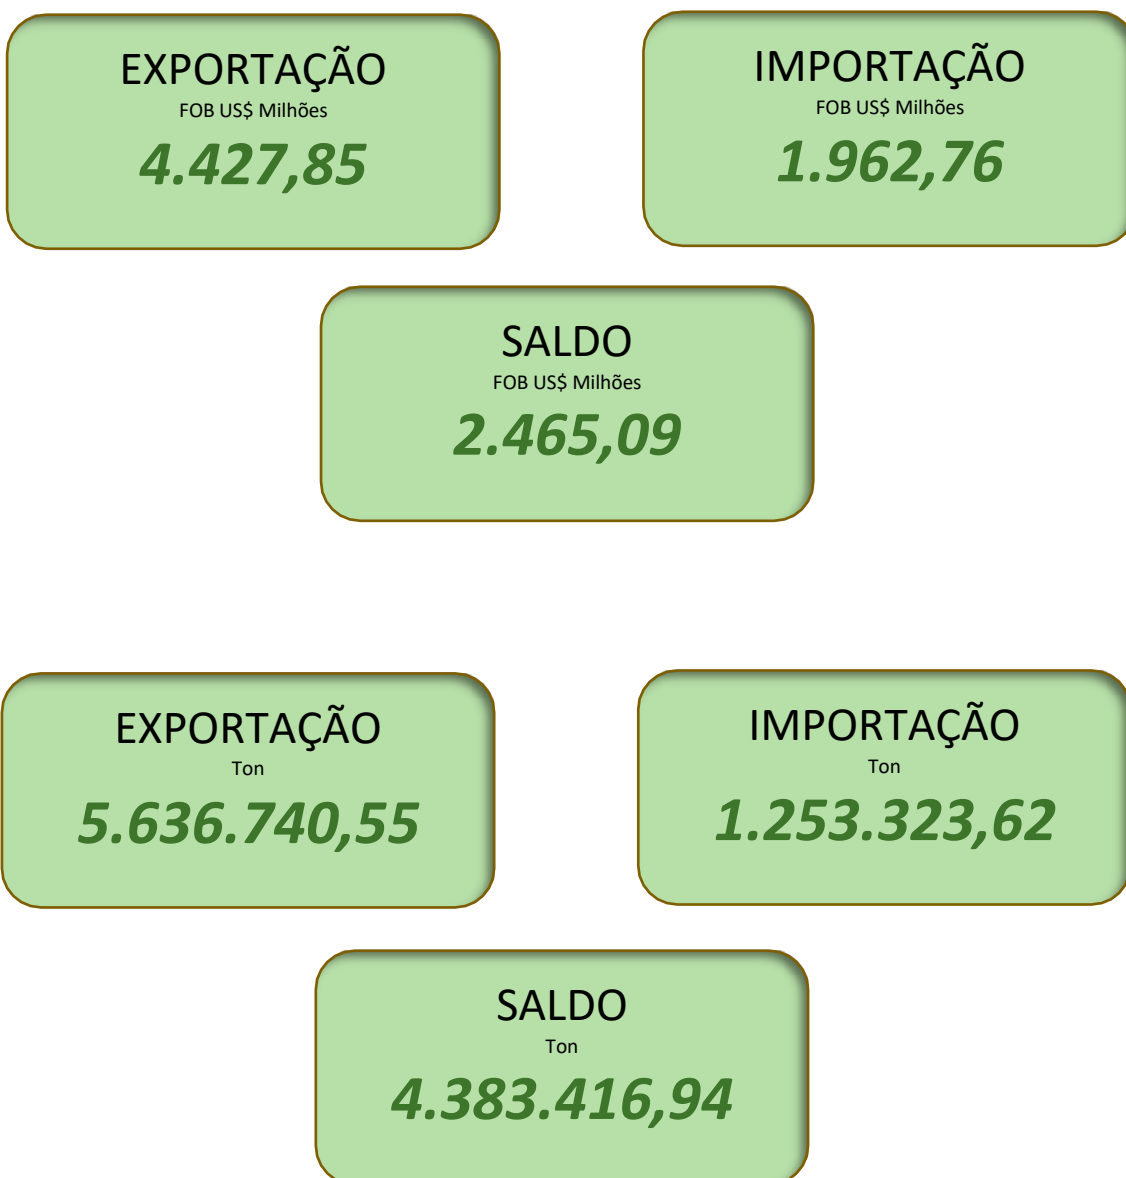 EXPORTAÇÃO
FOB US$ Milhões
4.427,85
IMPORTAÇÃO
FOB US$ Milhões
1.962,76
SALDO
FOB US$ Milhões
2.465,09
EXPORTAÇÃO
Ton
5.636.740,55
IMPORTAÇÃO
Ton
1.253.323,62
SALDO
Ton
4.383.416,94